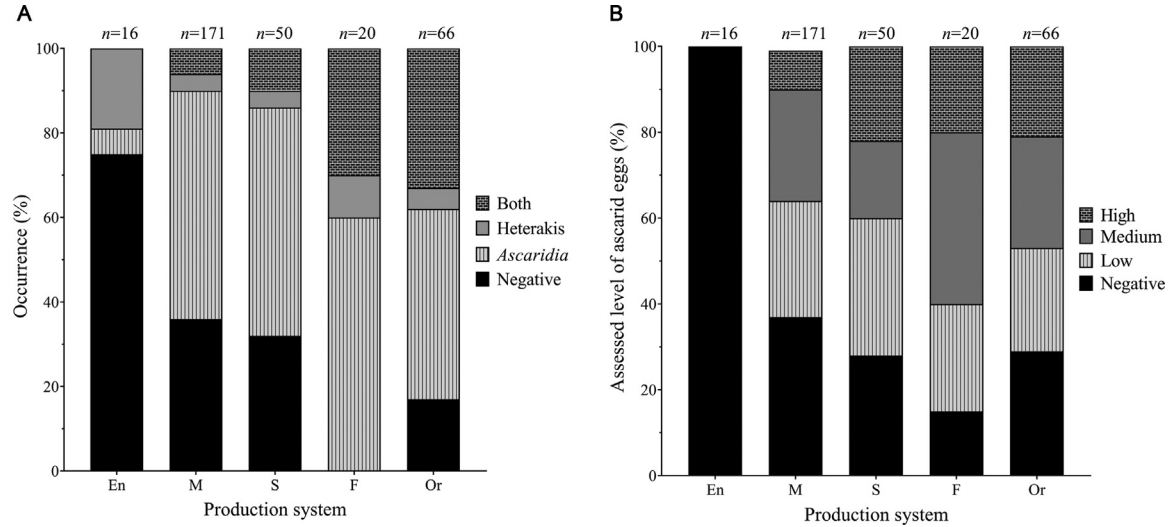 A
n=16 n=171 n=50 n=20 n=66
100
80
60
40
20
0
Occurrence (%)
En M S F Or
Production system
Both
Heterakis
Ascaridia
Negative
B
n=16 n=171 n=50 n=20 n=66
100
80
60
40
20
0
Assessed level of ascarid eggs (%)
En M S F Or
Production system
High
Medium
Low
Negative